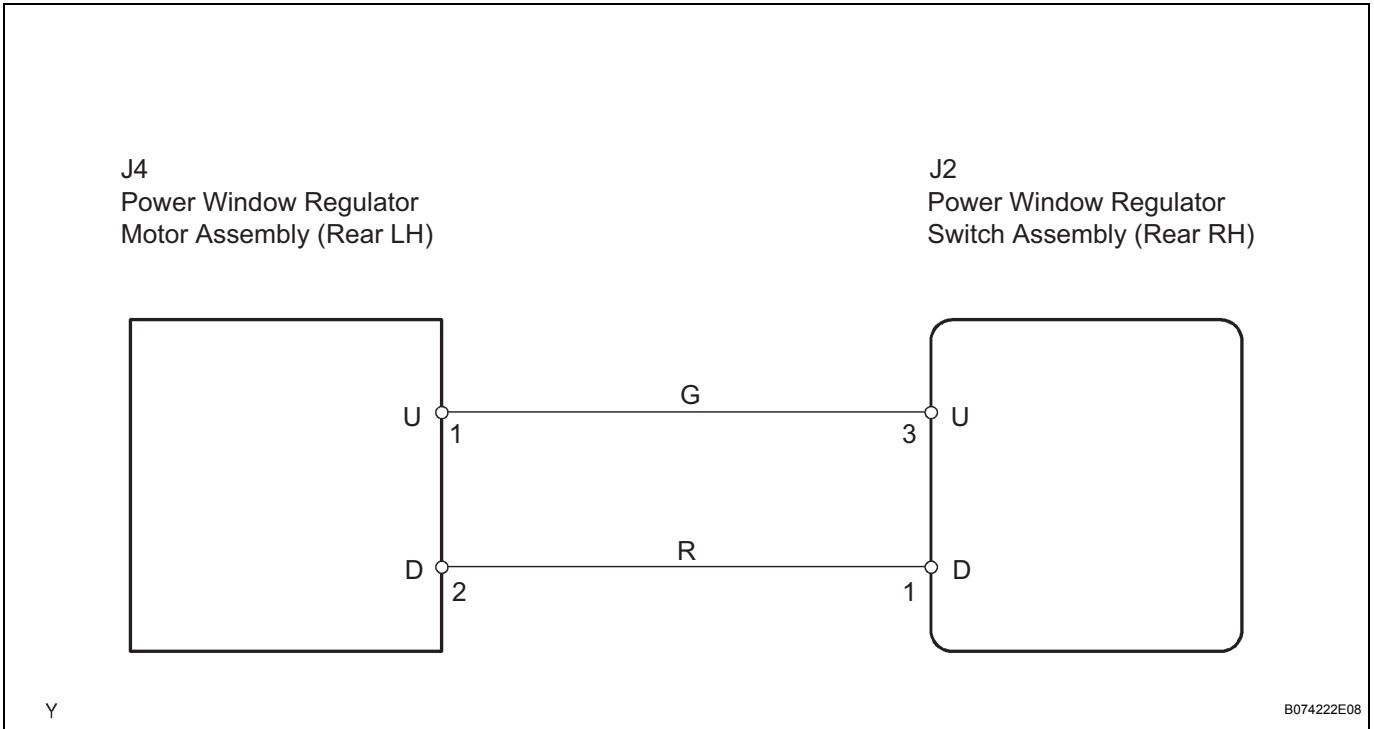 J4
Power Window Regulator
Motor Assembly (Rear LH)
J2
Power Window Regulator
Switch Assembly (Rear RH)
U
1
G
3
U
D
2
R
1
D
Y
B074222E08